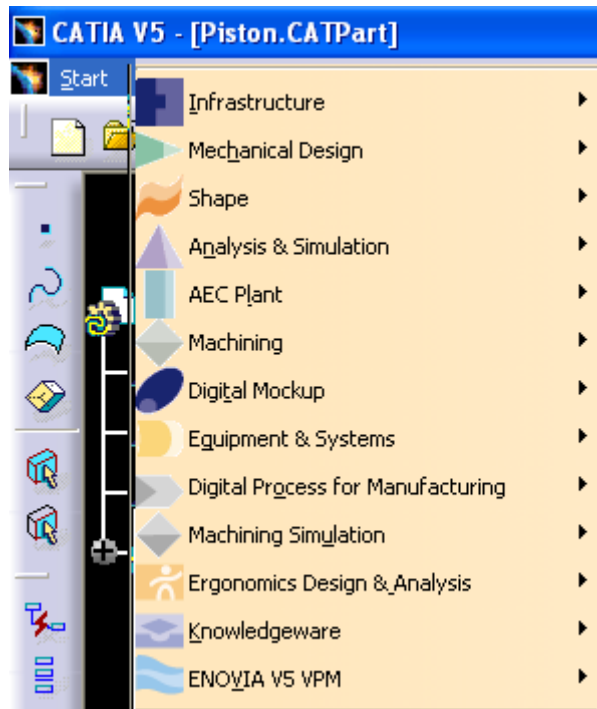 CATIA V5 - [Piston.CATPart]
Start
Infrastructure
Mechanical Design
Shape
Analysis & Simulation
AEC Plant
Machining
Digital Mockup
Equipment & Systems
Digital Process for Manufacturing
Machining Simulation
Ergonomics Design & Analysis
Knowledgeware
ENOVIA V5 VPM